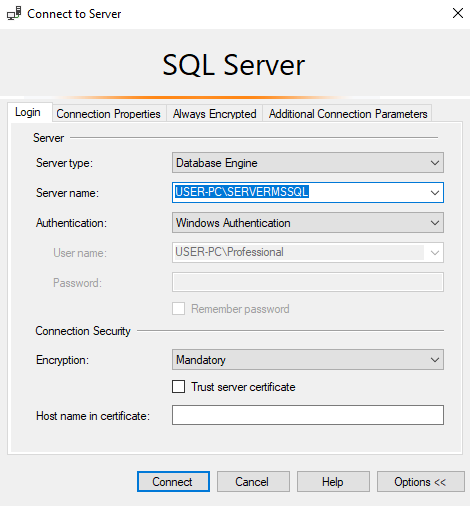 Connect to Server
SQL Server
Login Connection Properties Always Encrypted Additional Connection Parameters
Server
Server type: Database Engine
Server name: USER-PC\SERVERMSSQL
Authentication: Windows Authentication
User name: USER-PC\Professional
Password:
Remember password
Connection Security
Encryption: Mandatory
Trust server certificate
Host name in certificate:
Connect Cancel Help Options <<